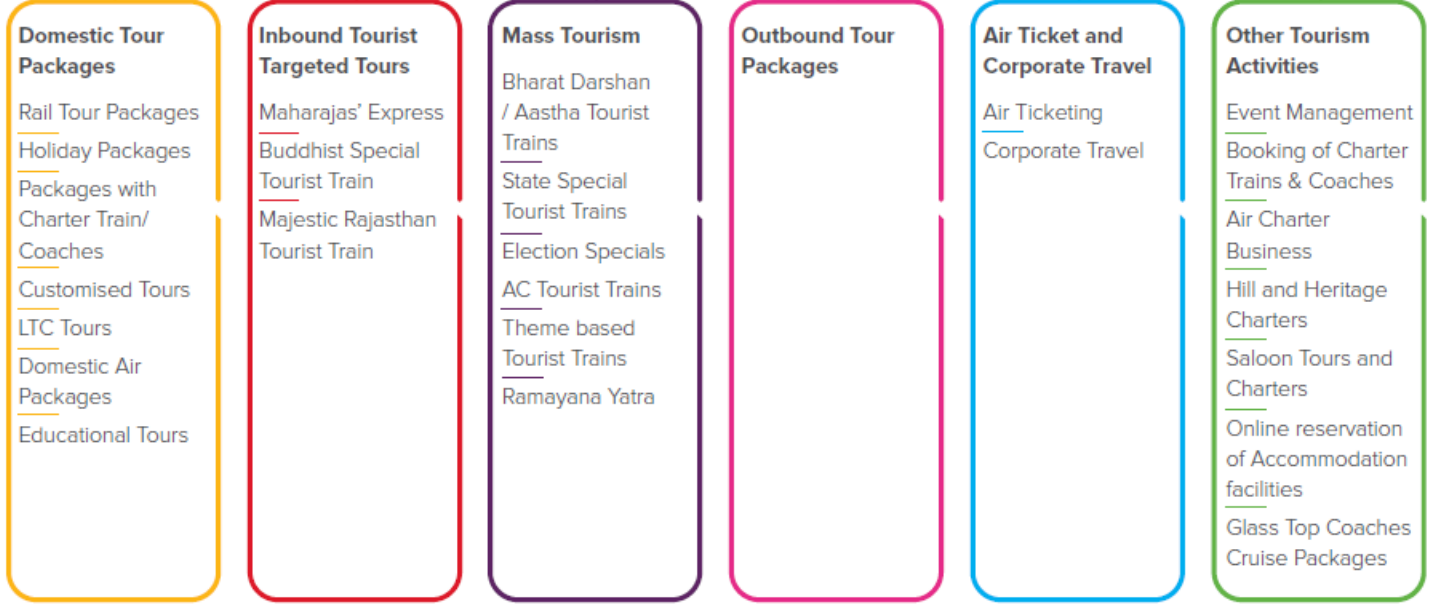 Domestic Tour
Packages
Rail Tour Packages
Holiday Packages
Packages with
Charter Train/
Coaches
Customised Tours
LTC Tours
Domestic Air
Packages
Educational Tours
Inbound Tourist
Targeted Tours
Maharajas’ Express
Buddhist Special
Tourist Train
Majestic Rajasthan
Tourist Train
Mass Tourism
Bharat Darshan
/ Aastha Tourist
Trains
State Special
Tourist Trains
Election Specials
AC Tourist Trains
Theme based
Tourist Trains
Ramayana Yatra
Outbound Tour
Packages
Air Ticket and
Corporate Travel
Air Ticketing
Corporate Travel
Other Tourism
Activities
Event Management
Booking of Charter
Trains & Coaches
Air Charter
Business
Hill and Heritage
Charters
Saloon Tours and
Charters
Online reservation
of Accommodation
facilities
Glass Top Coaches
Cruise Packages